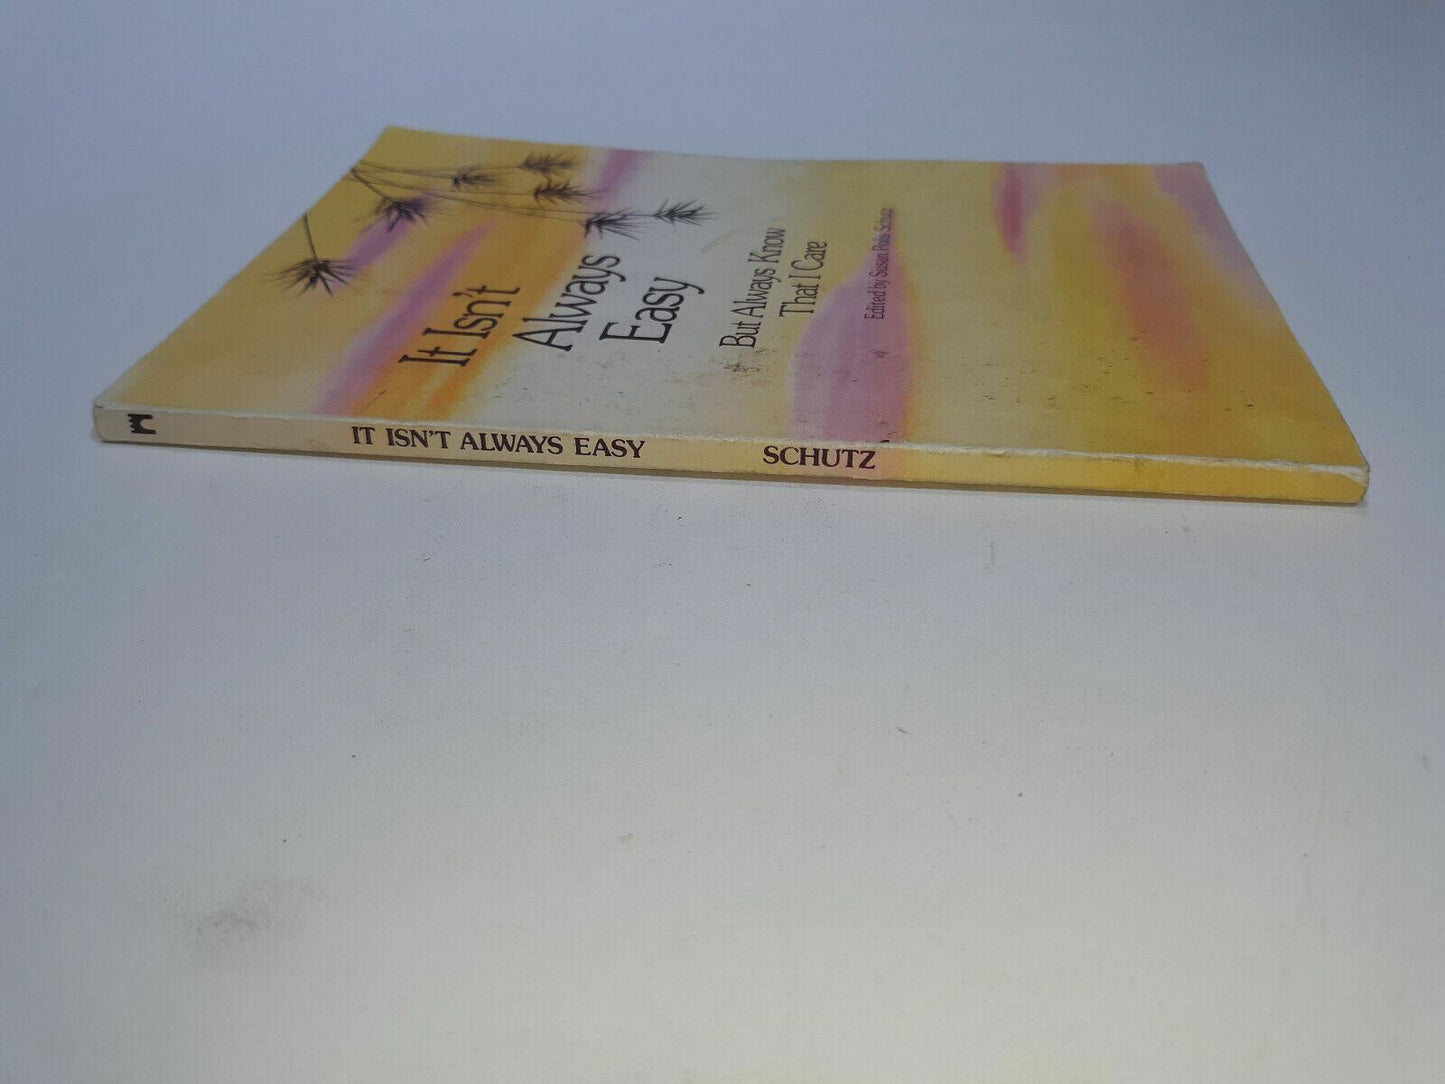 It Isn't
Always
Easy
But Always Know
That I Care
Edited by Susan Polis Schutz
IT ISN'T ALWAYS EASY SCHUTZ